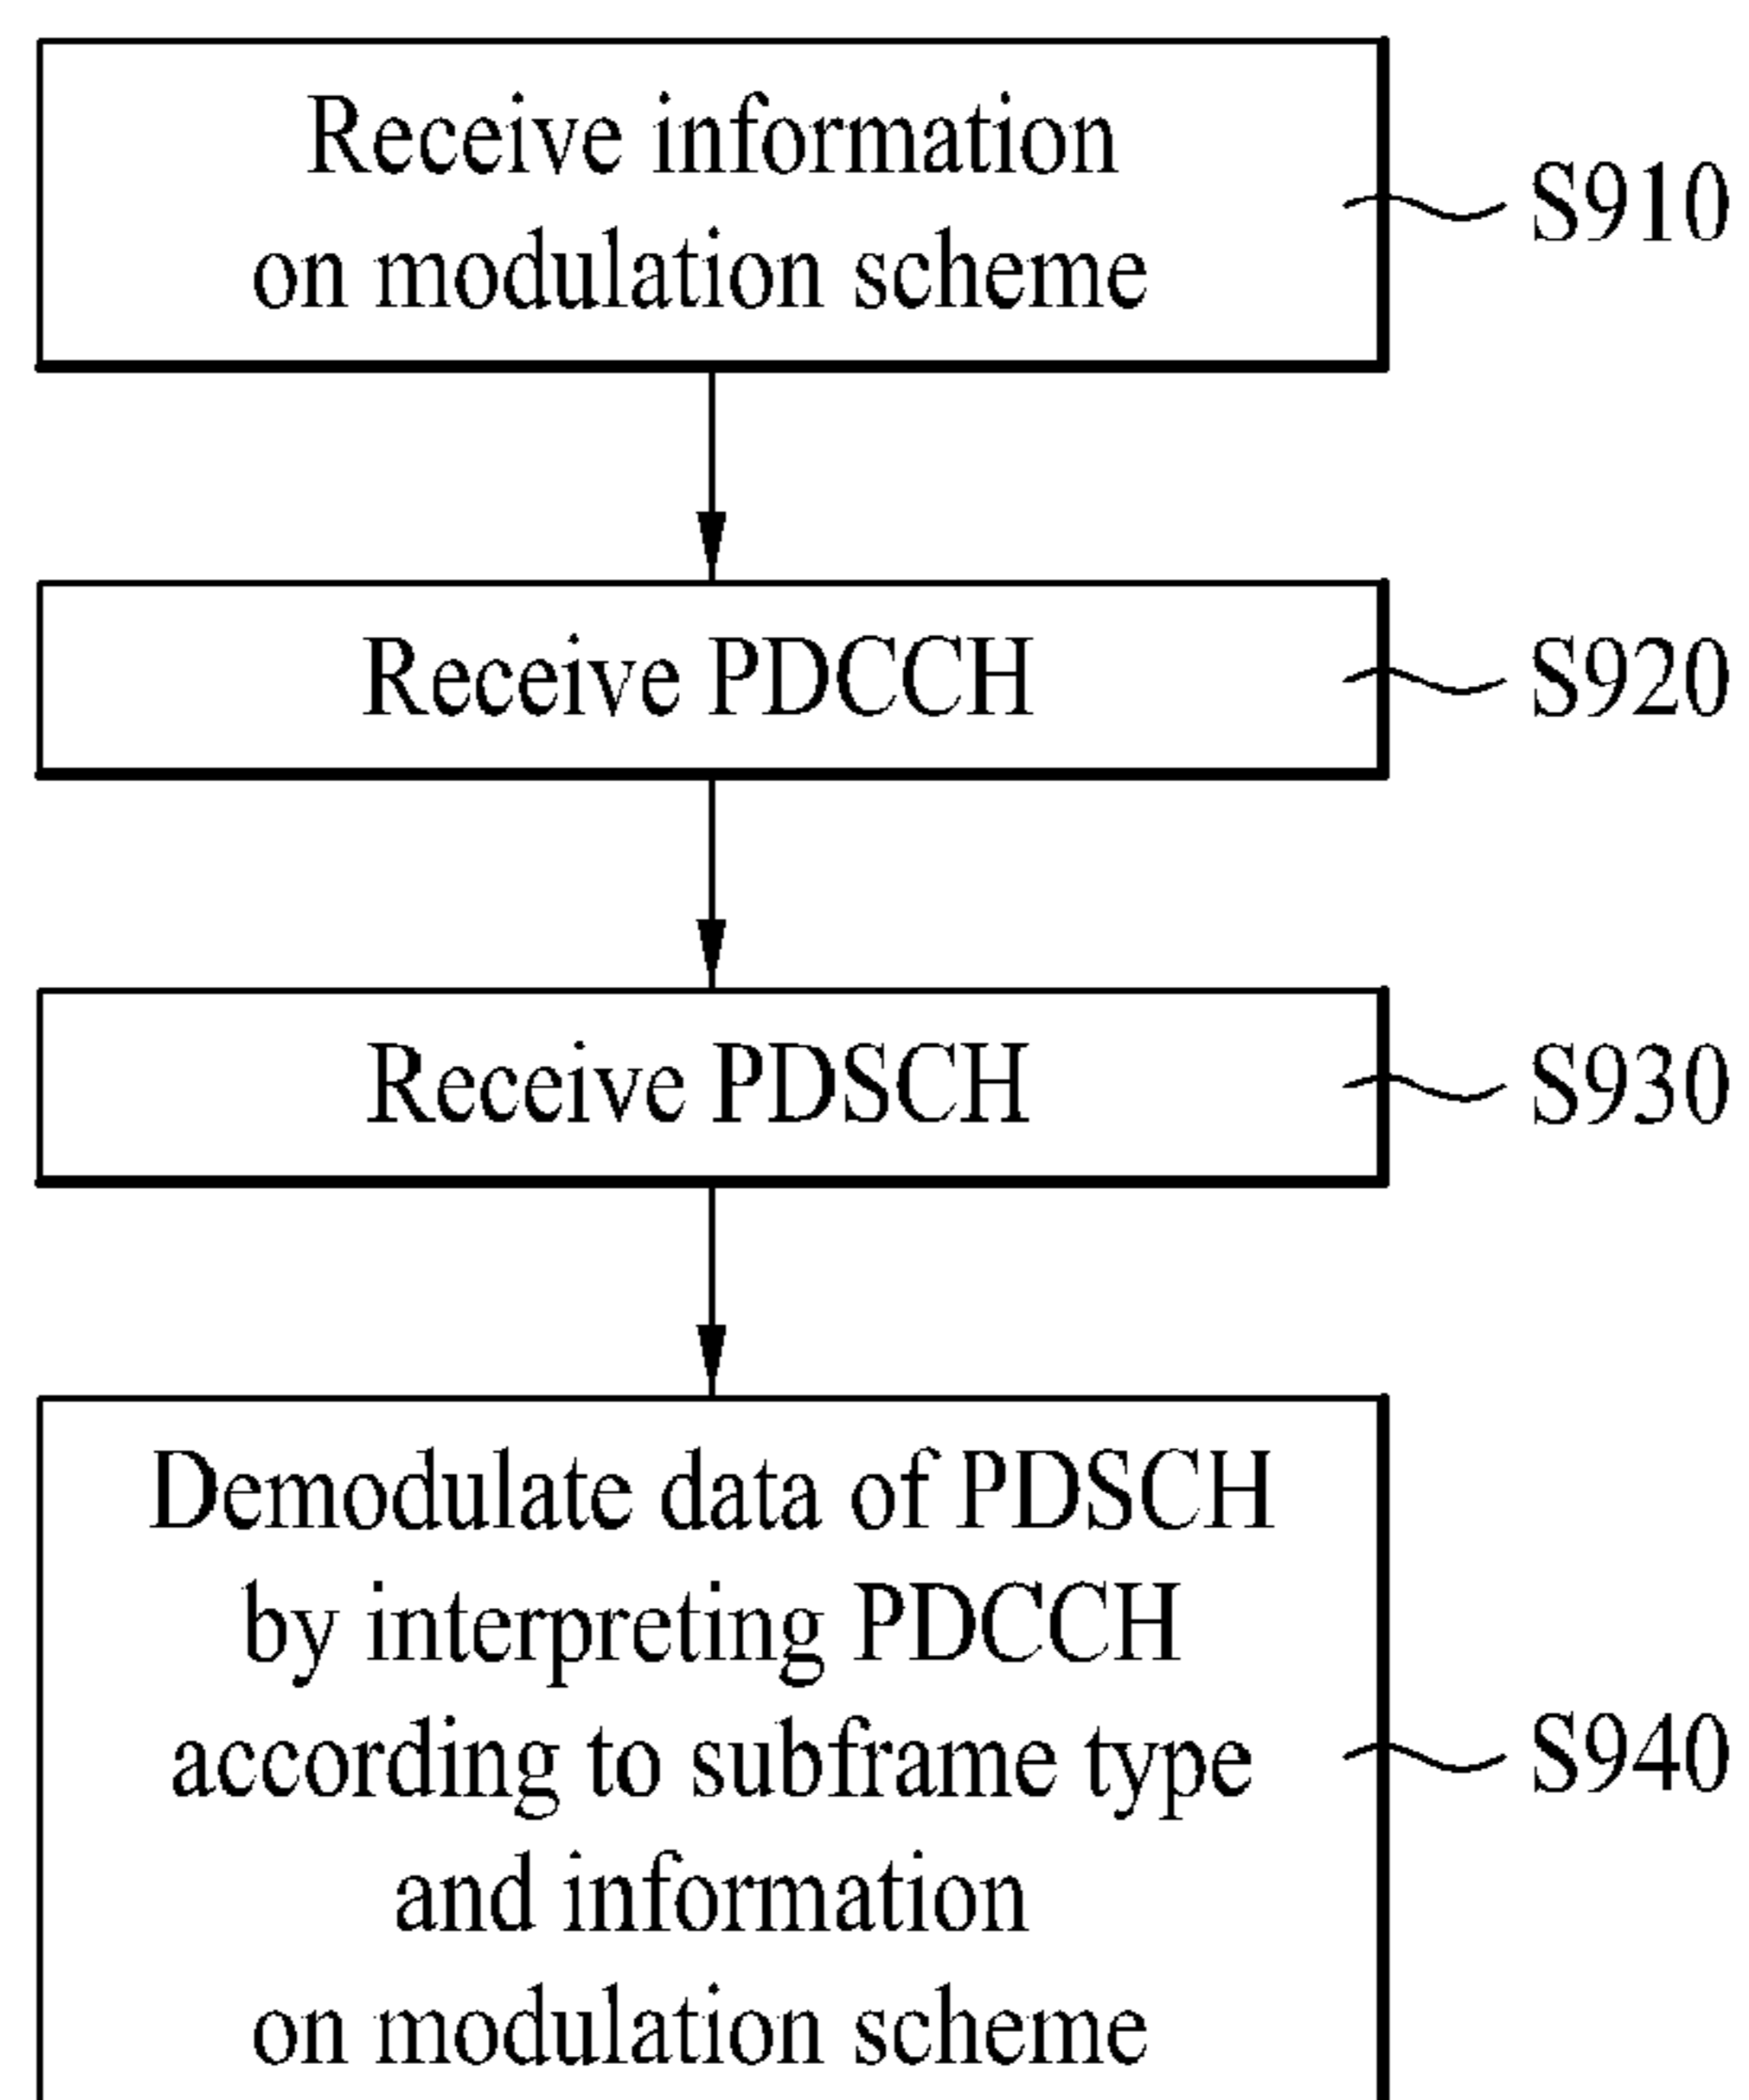 Receive information
on modulation scheme
S910
Receive PDCCH
S920
Receive PDSCH
S930
Demodulate data of PDSCH
by interpreting PDCCH
according to subframe type
and information
on modulation scheme
S940